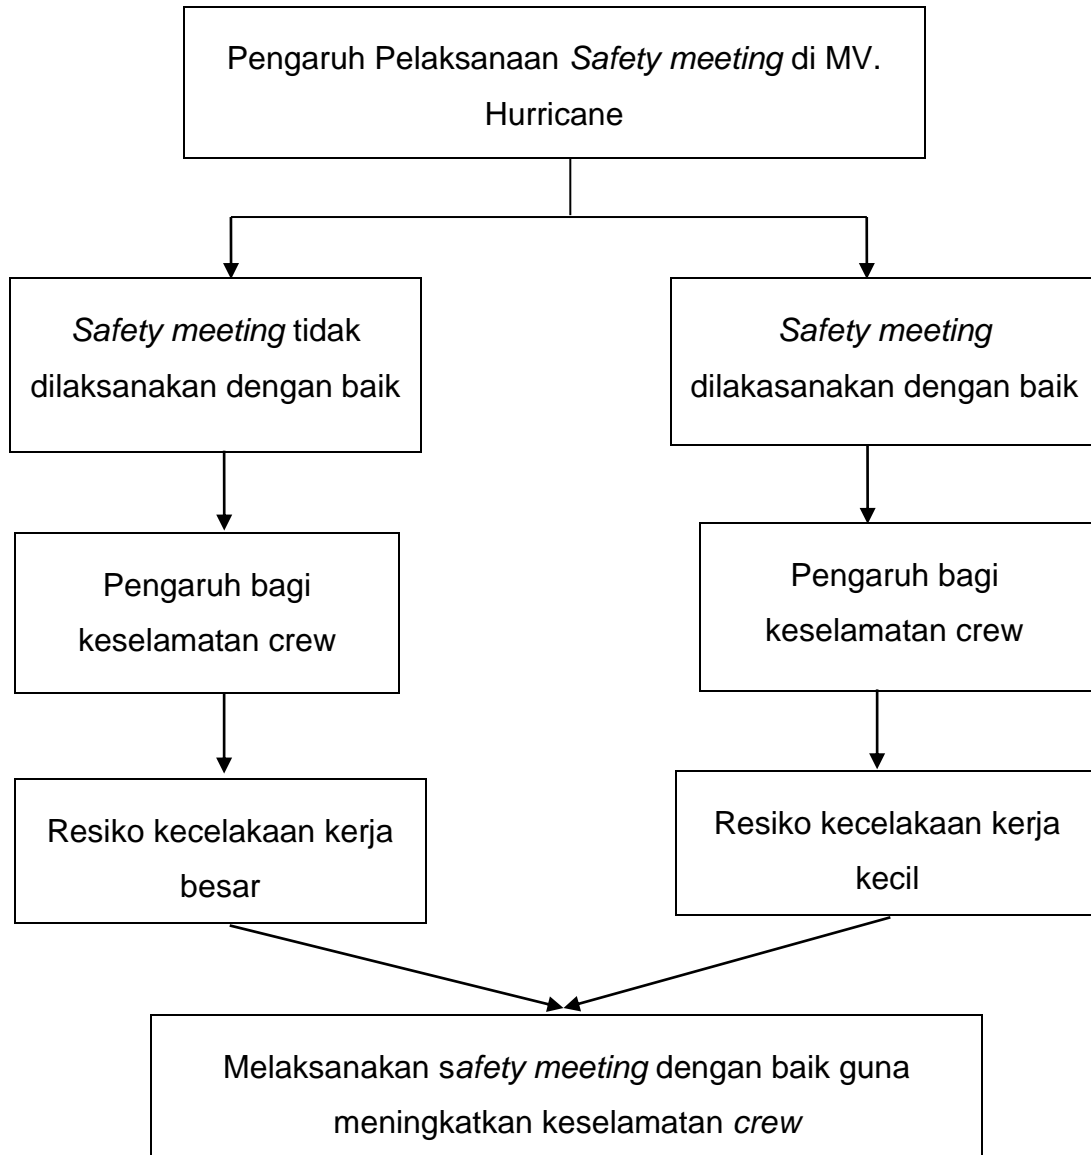 Pengaruh Pelaksanaan Safety meeting di MV.
Hurricane
Safety meeting tidak
dilaksanakan dengan baik
Safety meeting
dilakasanakan dengan baik
Pengaruh bagi
keselamatan crew
Pengaruh bagi
keselamatan crew
Resiko kecelakaan kerja
besar
Resiko kecelakaan kerja
kecil
Melaksanakan safety meeting dengan baik guna
meningkatkan keselamatan crew